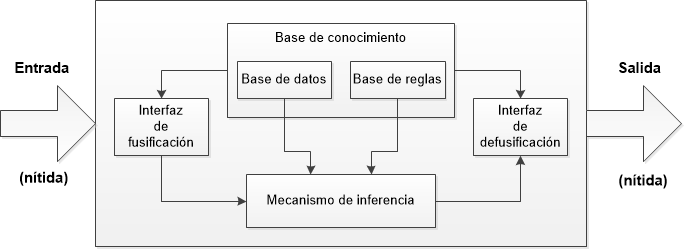 Base de conocimiento
Entrada
Salida
Base de datos
Base de reglas
Interfaz
de
fusificación
Interfaz
de
defusificación
(nítida)
(nítida)
Mecanismo de inferencia